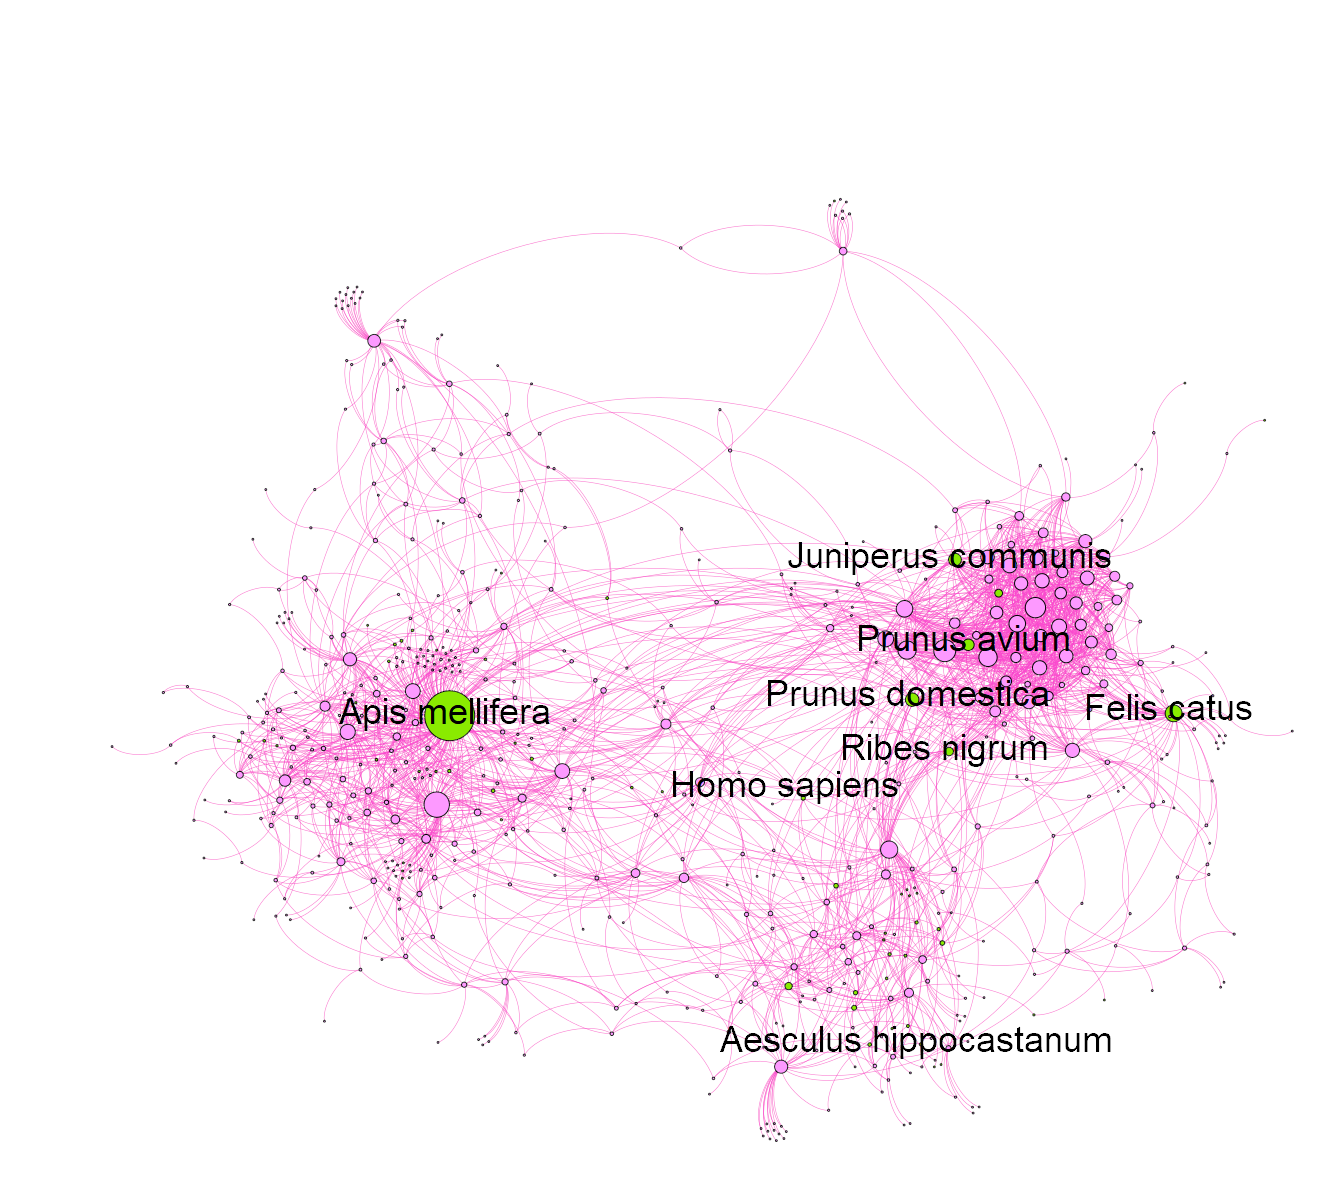 Juniperus communis
Prunus avium
Prunus domestica
Felis catus
Apis mellifera
Ribes nigrum
Homo sapiens
Aesculus hippocastanum